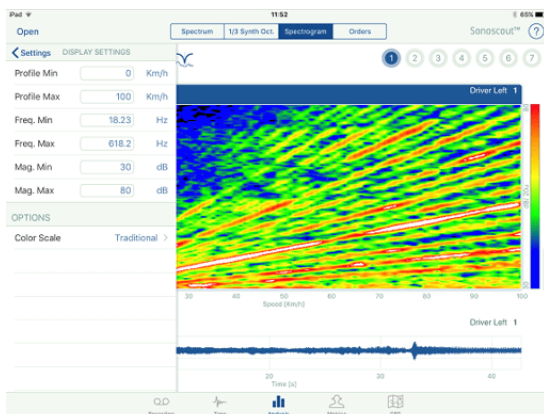 iPad
11:52
65%
Open
Spectrum
1/3 Synth Oct.
Spectrogram
Orders
Sonoscout™
?
Settings
DISPLAY SETTINGS
1 2 3 4 5 6 7
Profile Min 0 Km/h
Profile Max 100 Km/h
Freq. Min 18.23 Hz
Freq. Max 618.2 Hz
Mag. Min 30 dB
Mag. Max 80 dB
OPTIONS
Color Scale Traditional
Driver Left 1
80
30
30 40 50 60 70 80 90 100
Speed [Km/h]
Driver Left 1
20 30 40
Time [s]